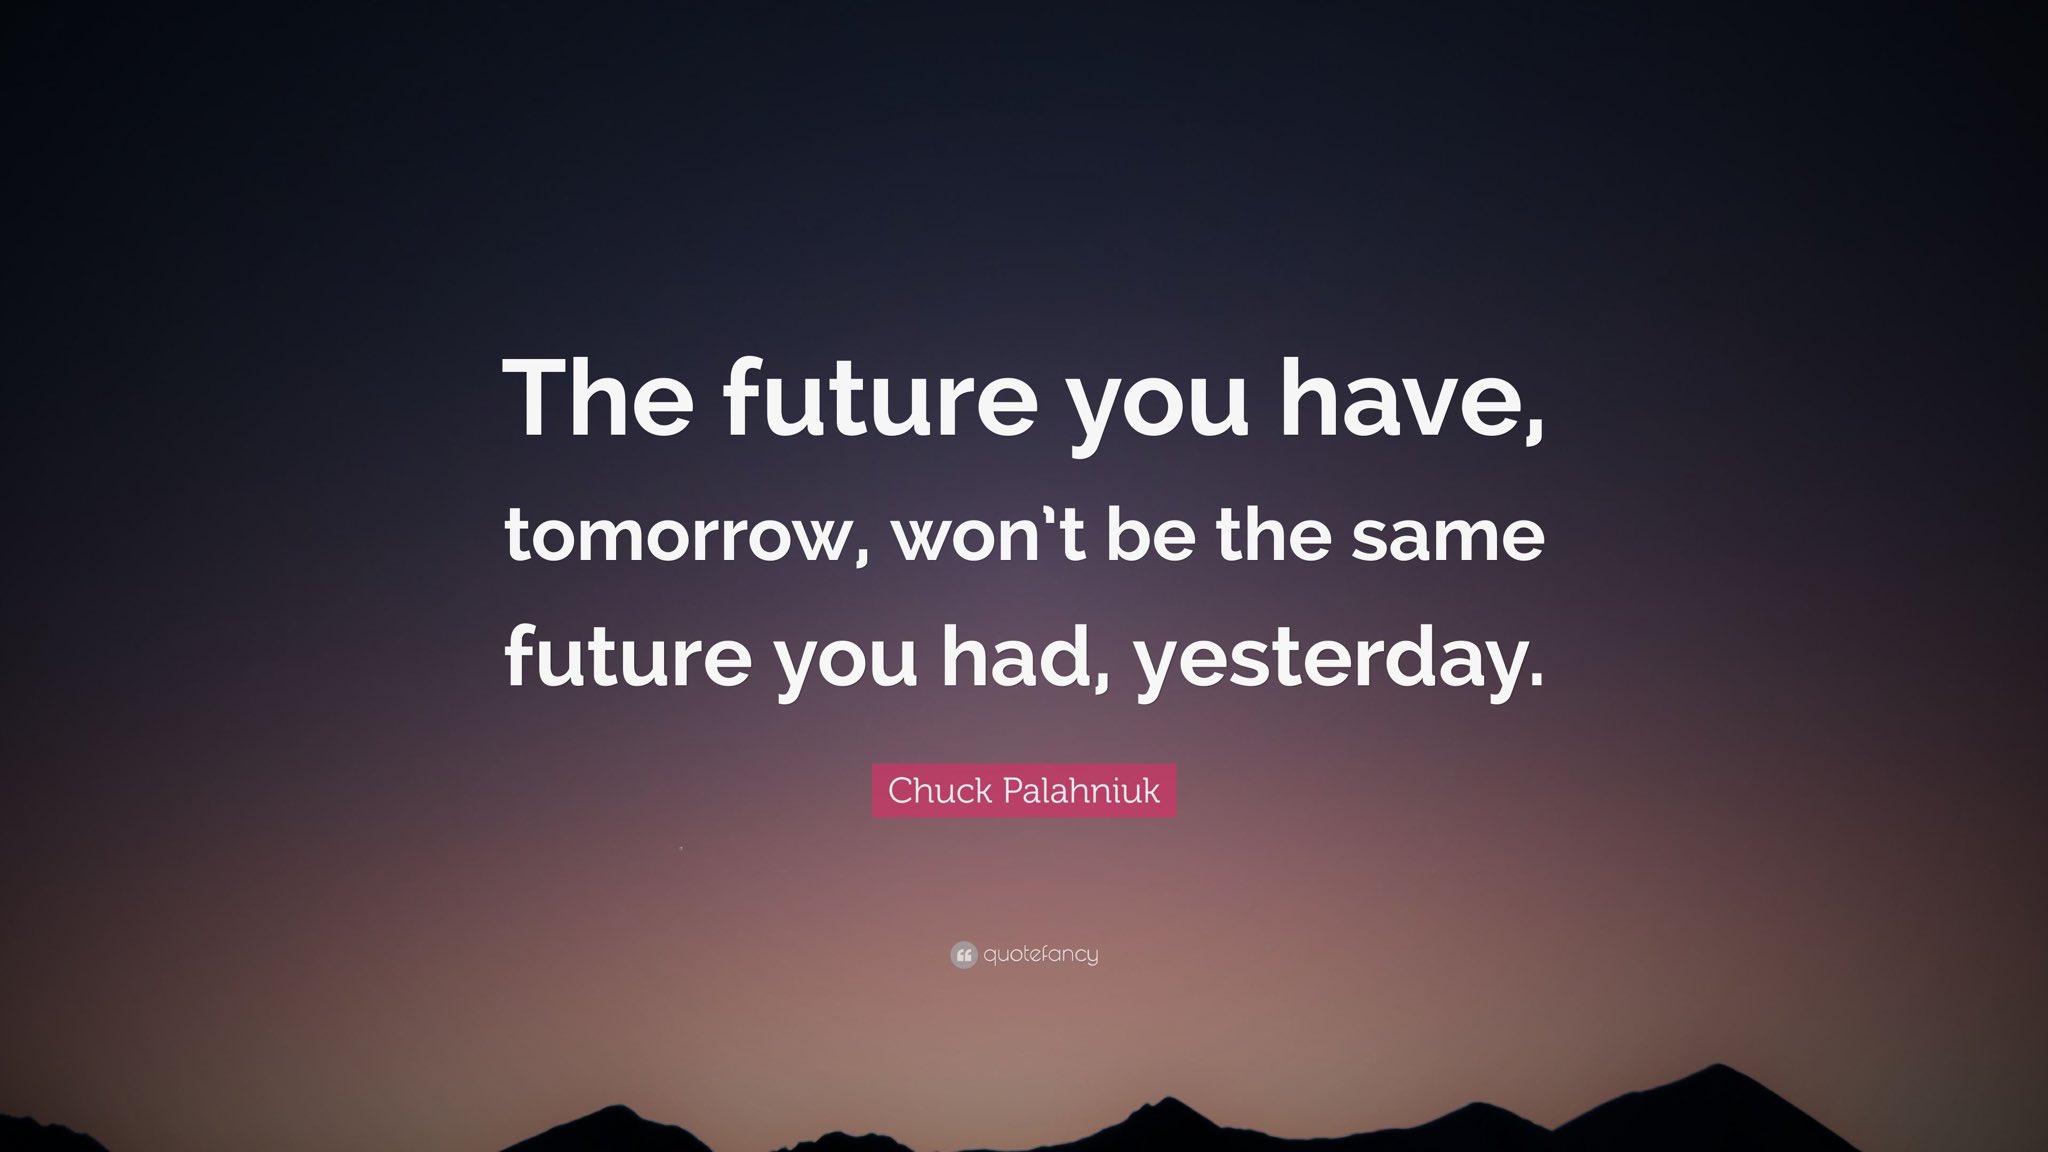 The future you have,
tomorrow, won’t be the same
future you had, yesterday.
Chuck Palahniuk
quotefancy